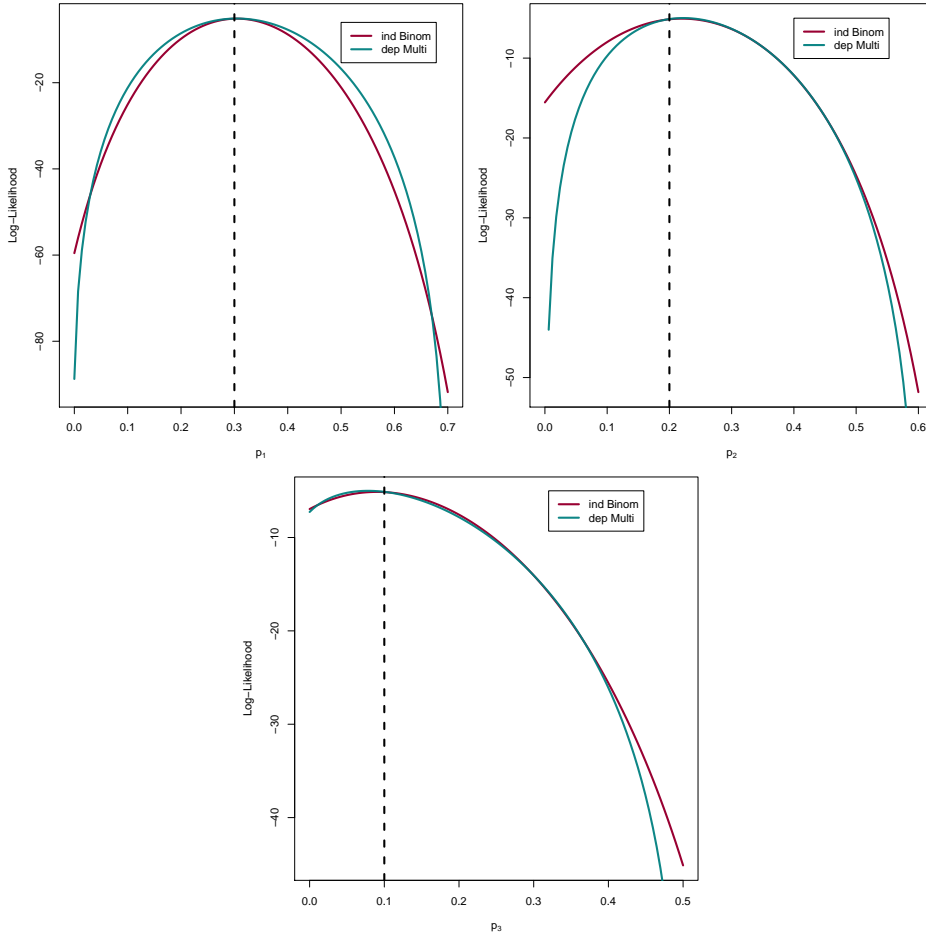 ind Binom
dep Multi
Log−Likelihood
−20
−40
−60
−80
0.0 0.1 0.2 0.3 0.4 0.5 0.6 0.7
p₁
ind Binom
dep Multi
Log−Likelihood
−10
−20
−30
−40
−50
0.0 0.1 0.2 0.3 0.4 0.5 0.6
p₂
ind Binom
dep Multi
Log−Likelihood
−10
−20
−30
−40
0.0 0.1 0.2 0.3 0.4 0.5
p₃